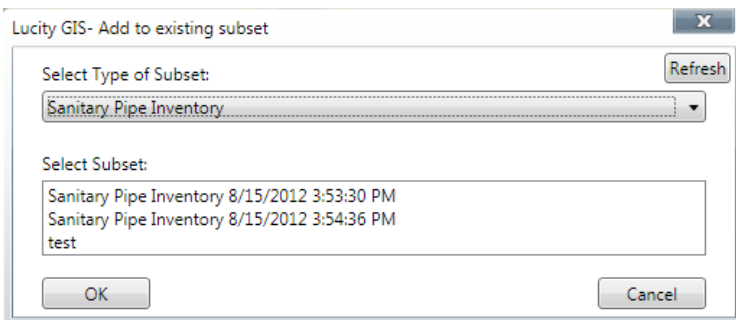 Lucity GIS- Add to existing subset
X
Select Type of Subset:
Refresh
Sanitary Pipe Inventory
Select Subset:
Sanitary Pipe Inventory 8/15/2012 3:53:30 PM
Sanitary Pipe Inventory 8/15/2012 3:54:36 PM
test
OK
Cancel